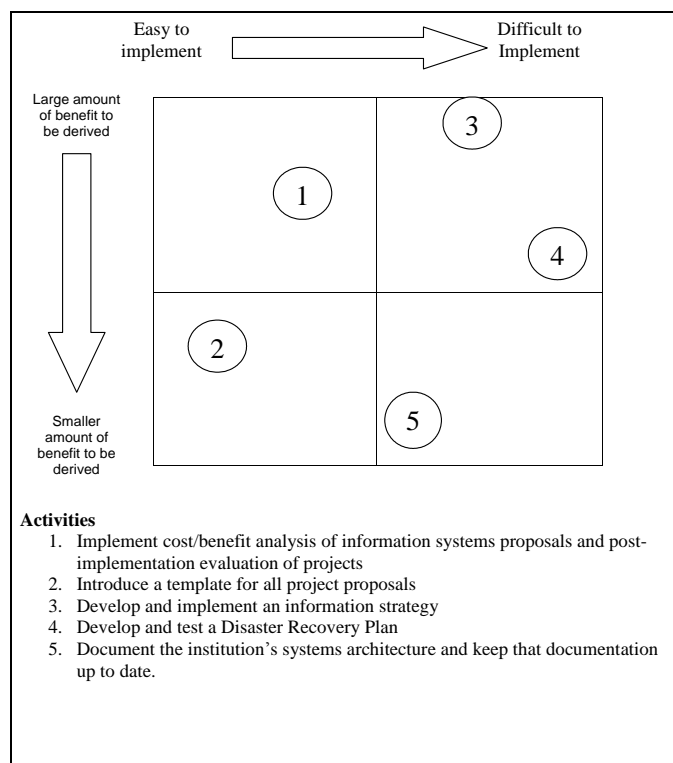 Easy to
implement
Difficult to
Implement
Large amount
of benefit to
be derived
3
1
4
2
5
Smaller
amount of
benefit to be
derived
Activities
1. Implement cost/benefit analysis of information systems proposals and post-
implementation evaluation of projects
2. Introduce a template for all project proposals
3. Develop and implement an information strategy
4. Develop and test a Disaster Recovery Plan
5. Document the institution's systems architecture and keep that documentation
up to date.